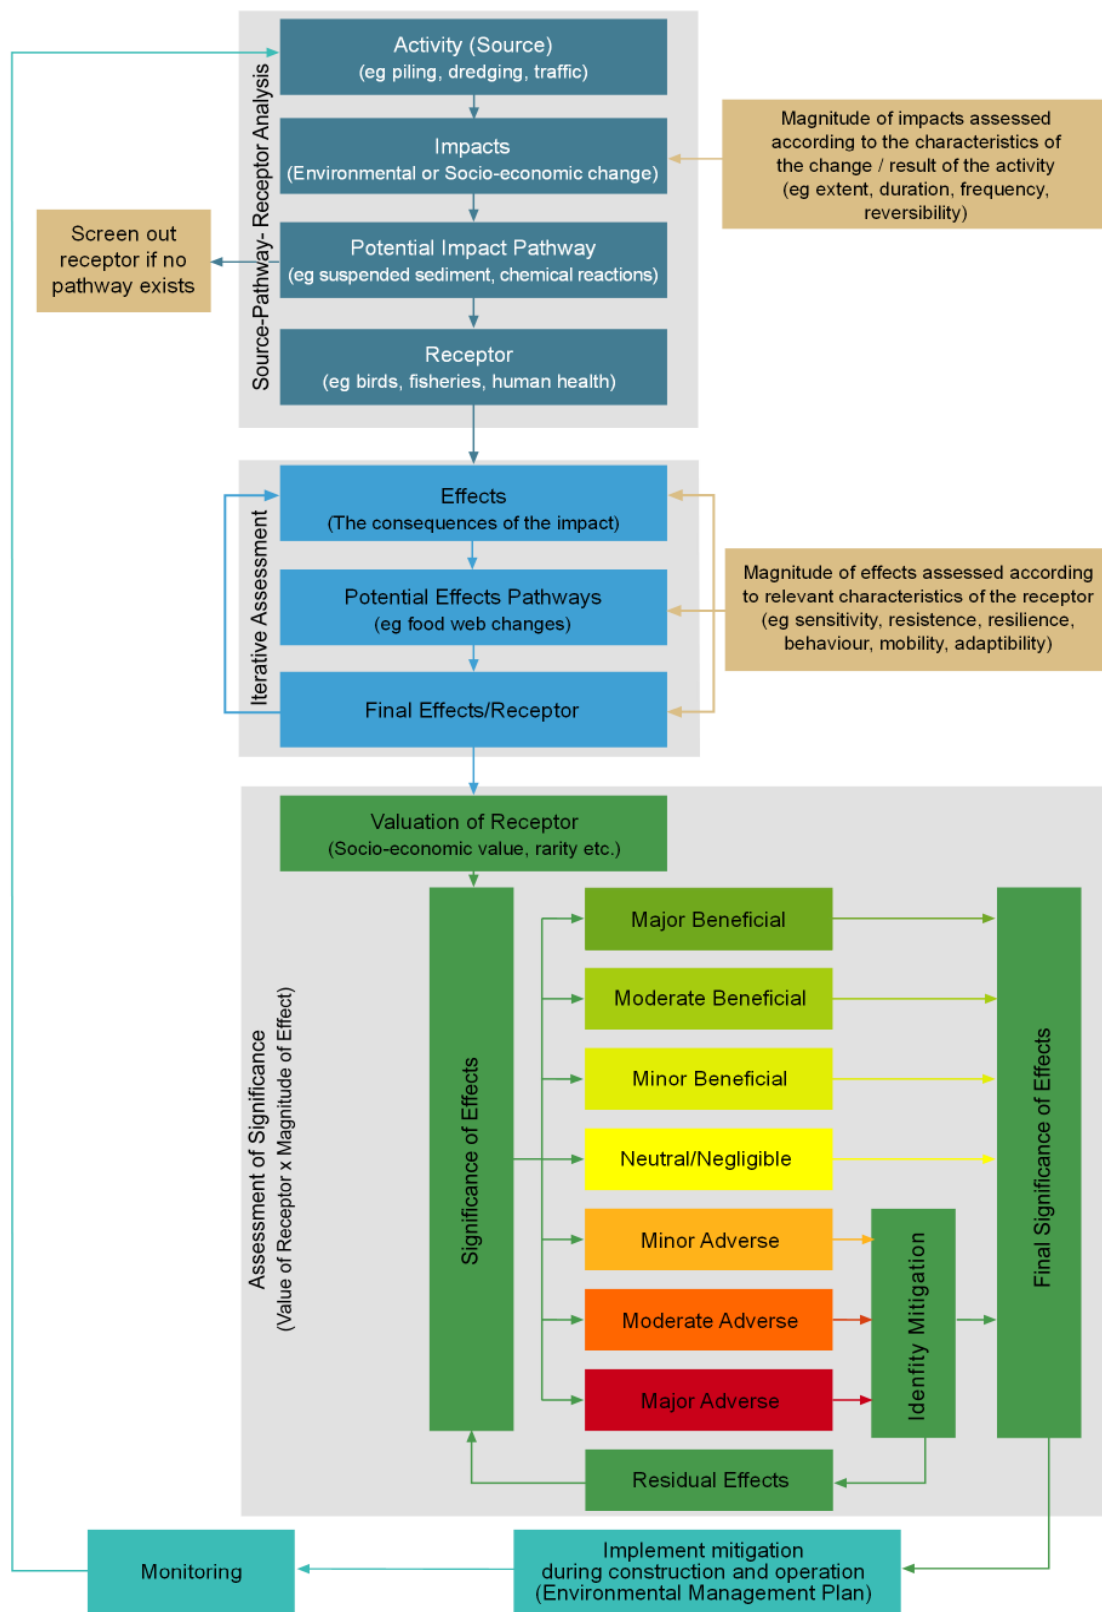 Activity (Source)
(eg piling, dredging, traffic)
Source-Pathway- Receptor Analysis
Impacts
(Environmental or Socio-economic change)
Magnitude of impacts assessed
according to the characteristics of
the change / result of the activity
(eg extent, duration, frequency,
reversibility)
Potential Impact Pathway
(eg suspended sediment, chemical reactions)
Screen out
receptor if no
pathway exists
Receptor
(eg birds, fisheries, human health)
Iterative Assessment
Effects
(The consequences of the impact)
Potential Effects Pathways
(eg food web changes)
Magnitude of effects assessed according
to relevant characteristics of the receptor
(eg sensitivity, resistence, resilience,
behaviour, mobility, adaptibility)
Final Effects/Receptor
Valuation of Receptor
(Socio-economic value, rarity etc.)
Assessment of Significance
(Value of Receptor x Magnitude of Effect)
Significance of Effects
Major Beneficial
Moderate Beneficial
Minor Beneficial
Neutral/Negligible
Minor Adverse
Moderate Adverse
Major Adverse
Idenfity Mitigation
Final Significance of Effects
Residual Effects
Monitoring
Implement mitigation
during construction and operation
(Environmental Management Plan)